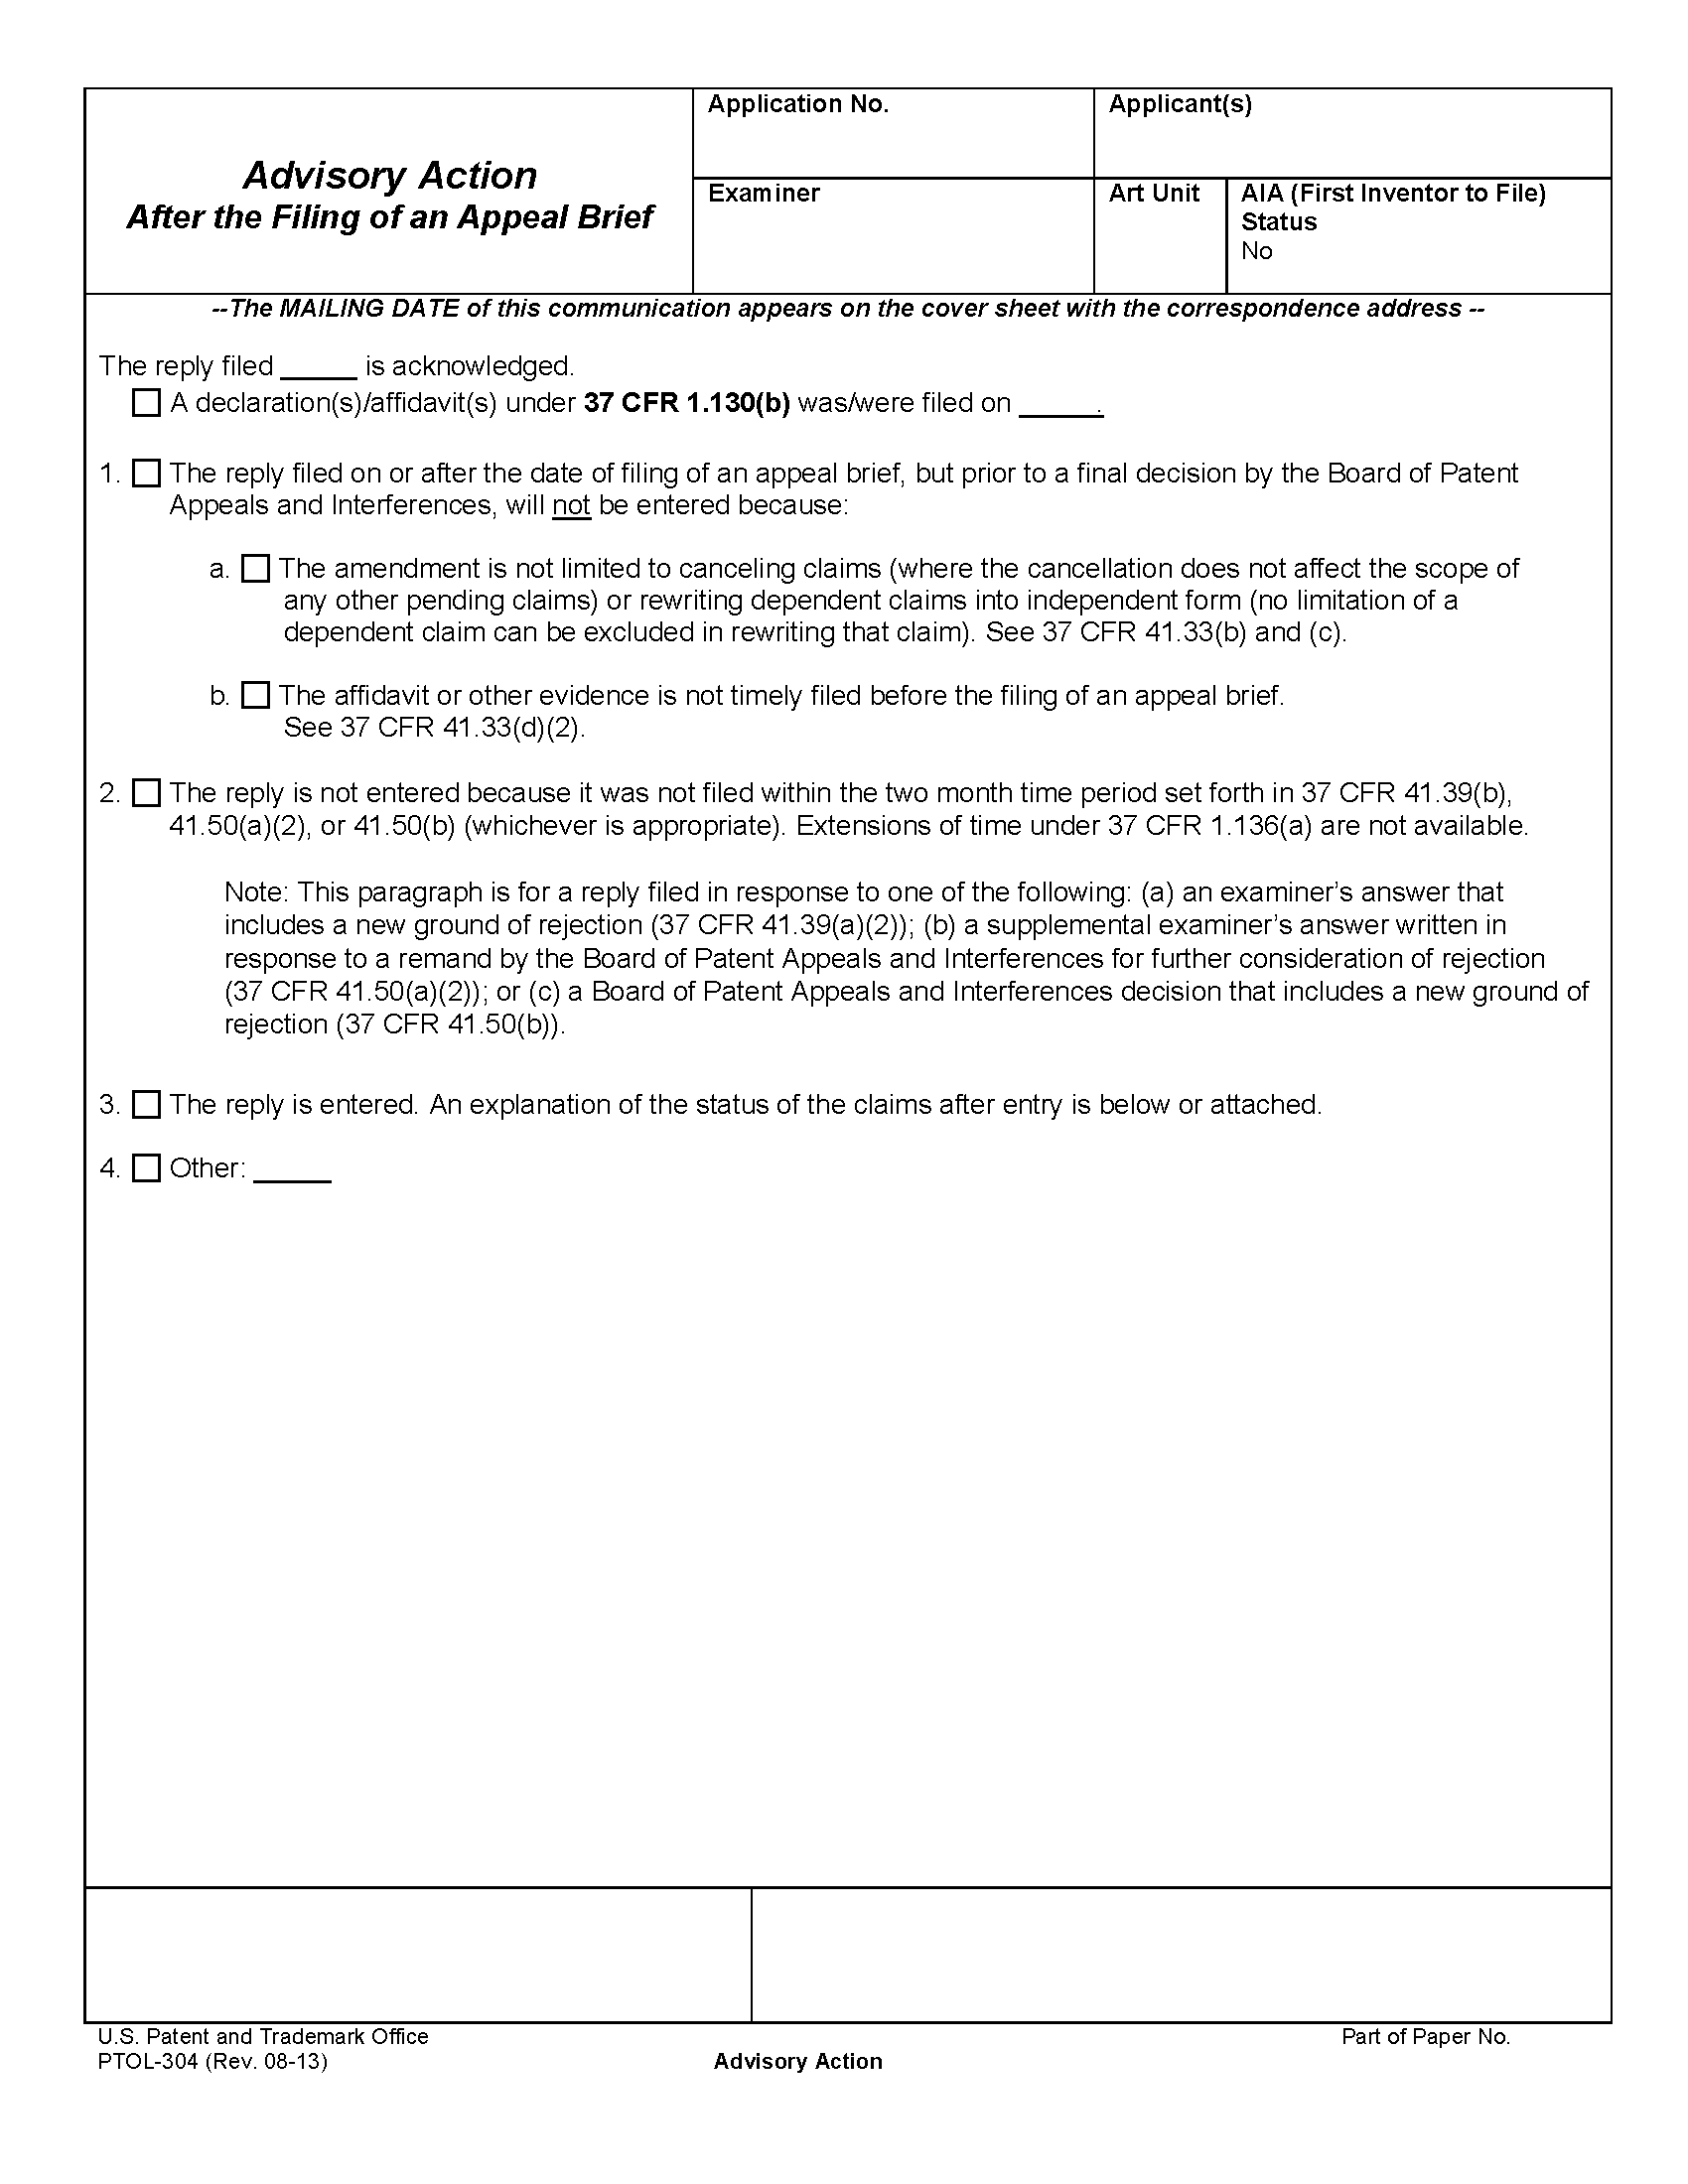 Advisory Action
After the Filing of an Appeal Brief
Application No.
Applicant(s)
Examiner
Art Unit
AIA (First Inventor to File)
Status
No
--The MAILING DATE of this communication appears on the cover sheet with the correspondence address --
The reply filed _____ is acknowledged.
☐ A declaration(s)/affidavit(s) under 37 CFR 1.130(b) was/were filed on _____.
1. ☐ The reply filed on or after the date of filing of an appeal brief, but prior to a final decision by the Board of Patent
Appeals and Interferences, will not be entered because:
a. ☐ The amendment is not limited to canceling claims (where the cancellation does not affect the scope of
any other pending claims) or rewriting dependent claims into independent form (no limitation of a
dependent claim can be excluded in rewriting that claim). See 37 CFR 41.33(b) and (c).
b. ☐ The affidavit or other evidence is not timely filed before the filing of an appeal brief.
See 37 CFR 41.33(d)(2).
2. ☐ The reply is not entered because it was not filed within the two month time period set forth in 37 CFR 41.39(b),
41.50(a)(2), or 41.50(b) (whichever is appropriate). Extensions of time under 37 CFR 1.136(a) are not available.
Note: This paragraph is for a reply filed in response to one of the following: (a) an examiner’s answer that
includes a new ground of rejection (37 CFR 41.39(a)(2)); (b) a supplemental examiner’s answer written in
response to a remand by the Board of Patent Appeals and Interferences for further consideration of rejection
(37 CFR 41.50(a)(2)); or (c) a Board of Patent Appeals and Interferences decision that includes a new ground of
rejection (37 CFR 41.50(b)).
3. ☐ The reply is entered. An explanation of the status of the claims after entry is below or attached.
4. ☐ Other: _____
U.S. Patent and Trademark Office
PTOL-304 (Rev. 08-13)
Advisory Action
Part of Paper No.